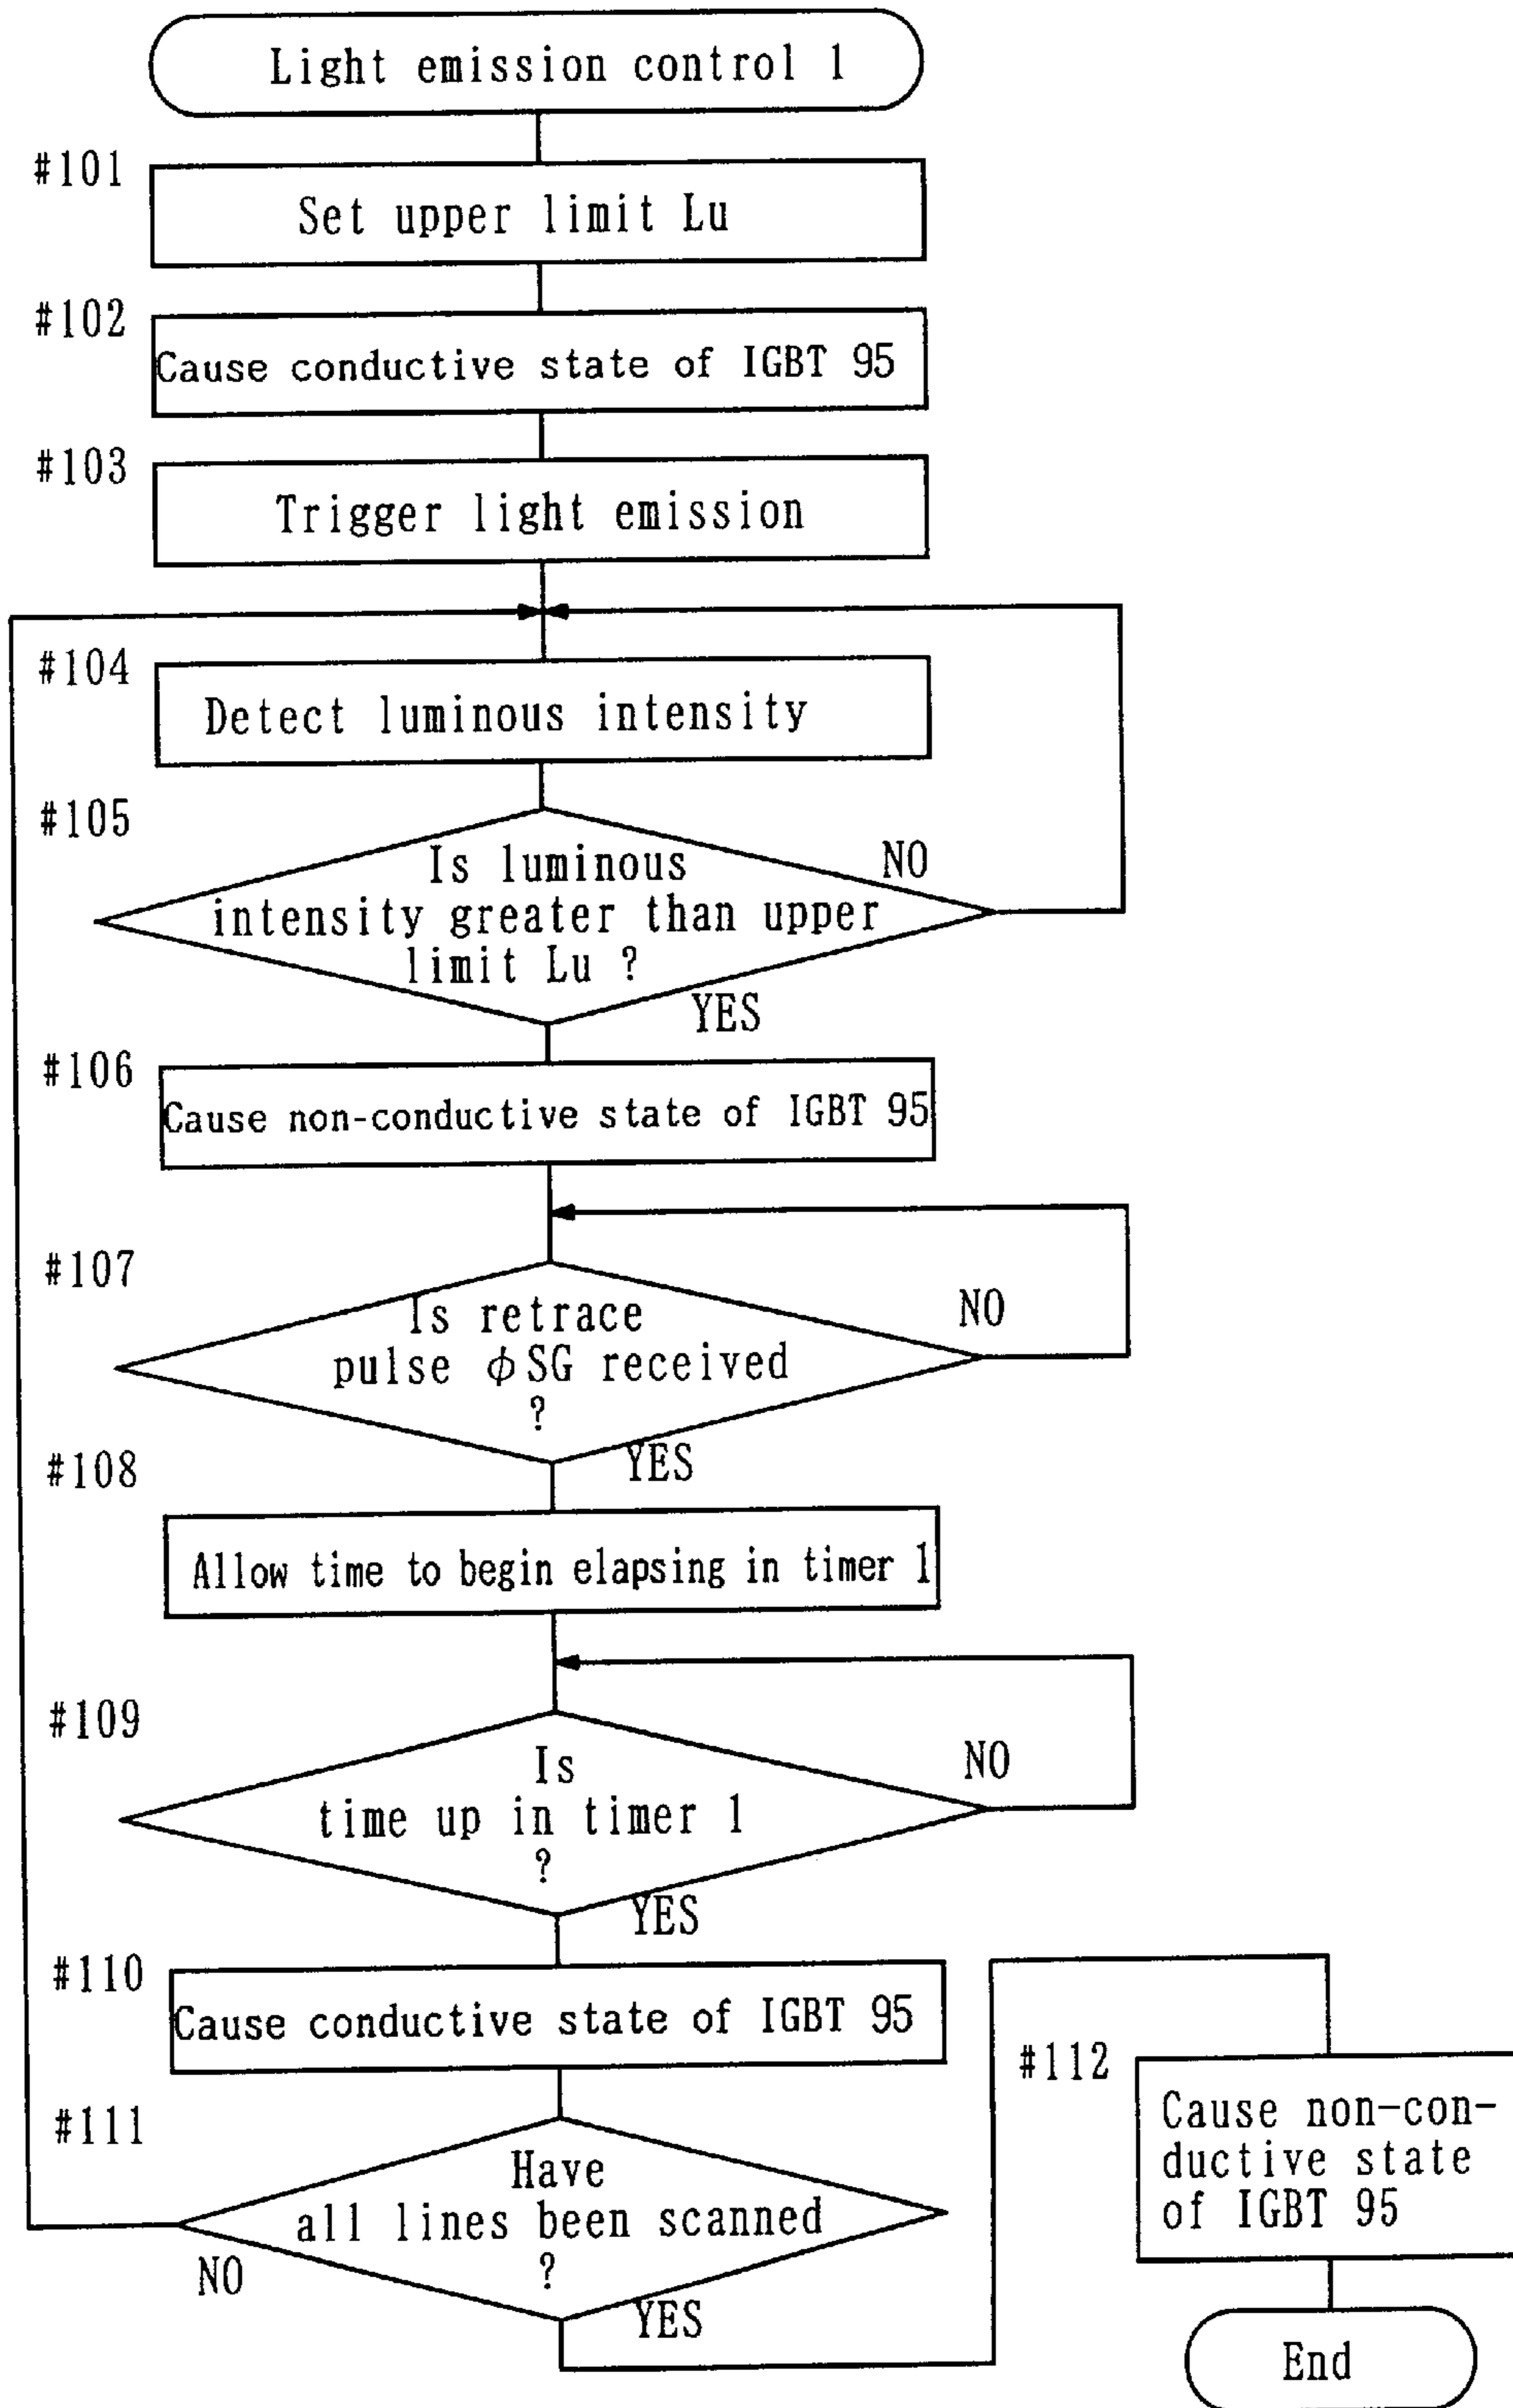 Light emission control 1
#101
Set upper limit Lu
#102
Cause conductive state of IGBT 95
#103
Trigger light emission
#104
Detect luminous intensity
#105
Is luminous
intensity greater than upper
limit Lu ?
NO
YES
#106
Cause non-conductive state of IGBT 95
#107
Is retrace
pulse φSG received
?
NO
YES
#108
Allow time to begin elapsing in timer 1
#109
Is
time up in timer 1
?
NO
YES
#110
Cause conductive state of IGBT 95
#111
Have
all lines been scanned
?
NO
YES
#112
Cause non-con-
ductive state
of IGBT 95
End